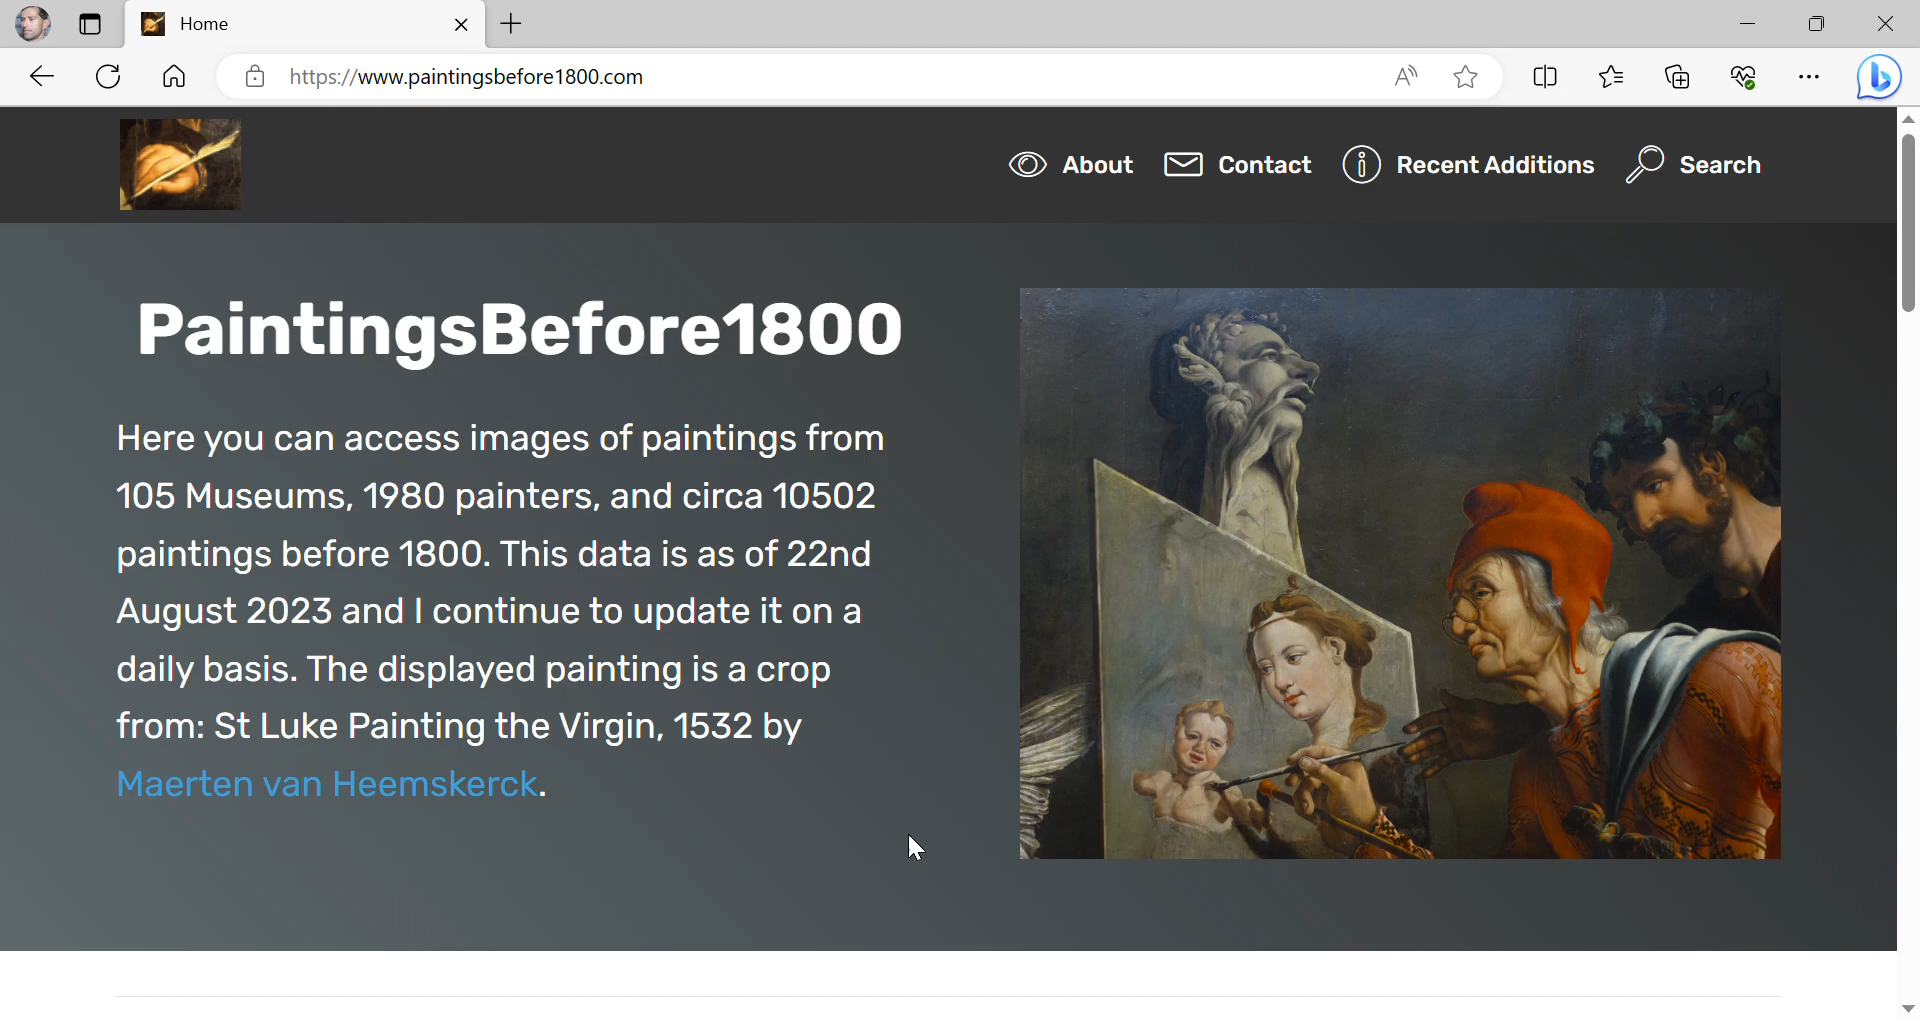 Home
https://www.paintingsbefore1800.com
About Contact Recent Additions Search
PaintingsBefore1800
Here you can access images of paintings from
105 Museums, 1980 painters, and circa 10502
paintings before 1800. This data is as of 22nd
August 2023 and I continue to update it on a
daily basis. The displayed painting is a crop
from: St Luke Painting the Virgin, 1532 by
Maerten van Heemskerck.